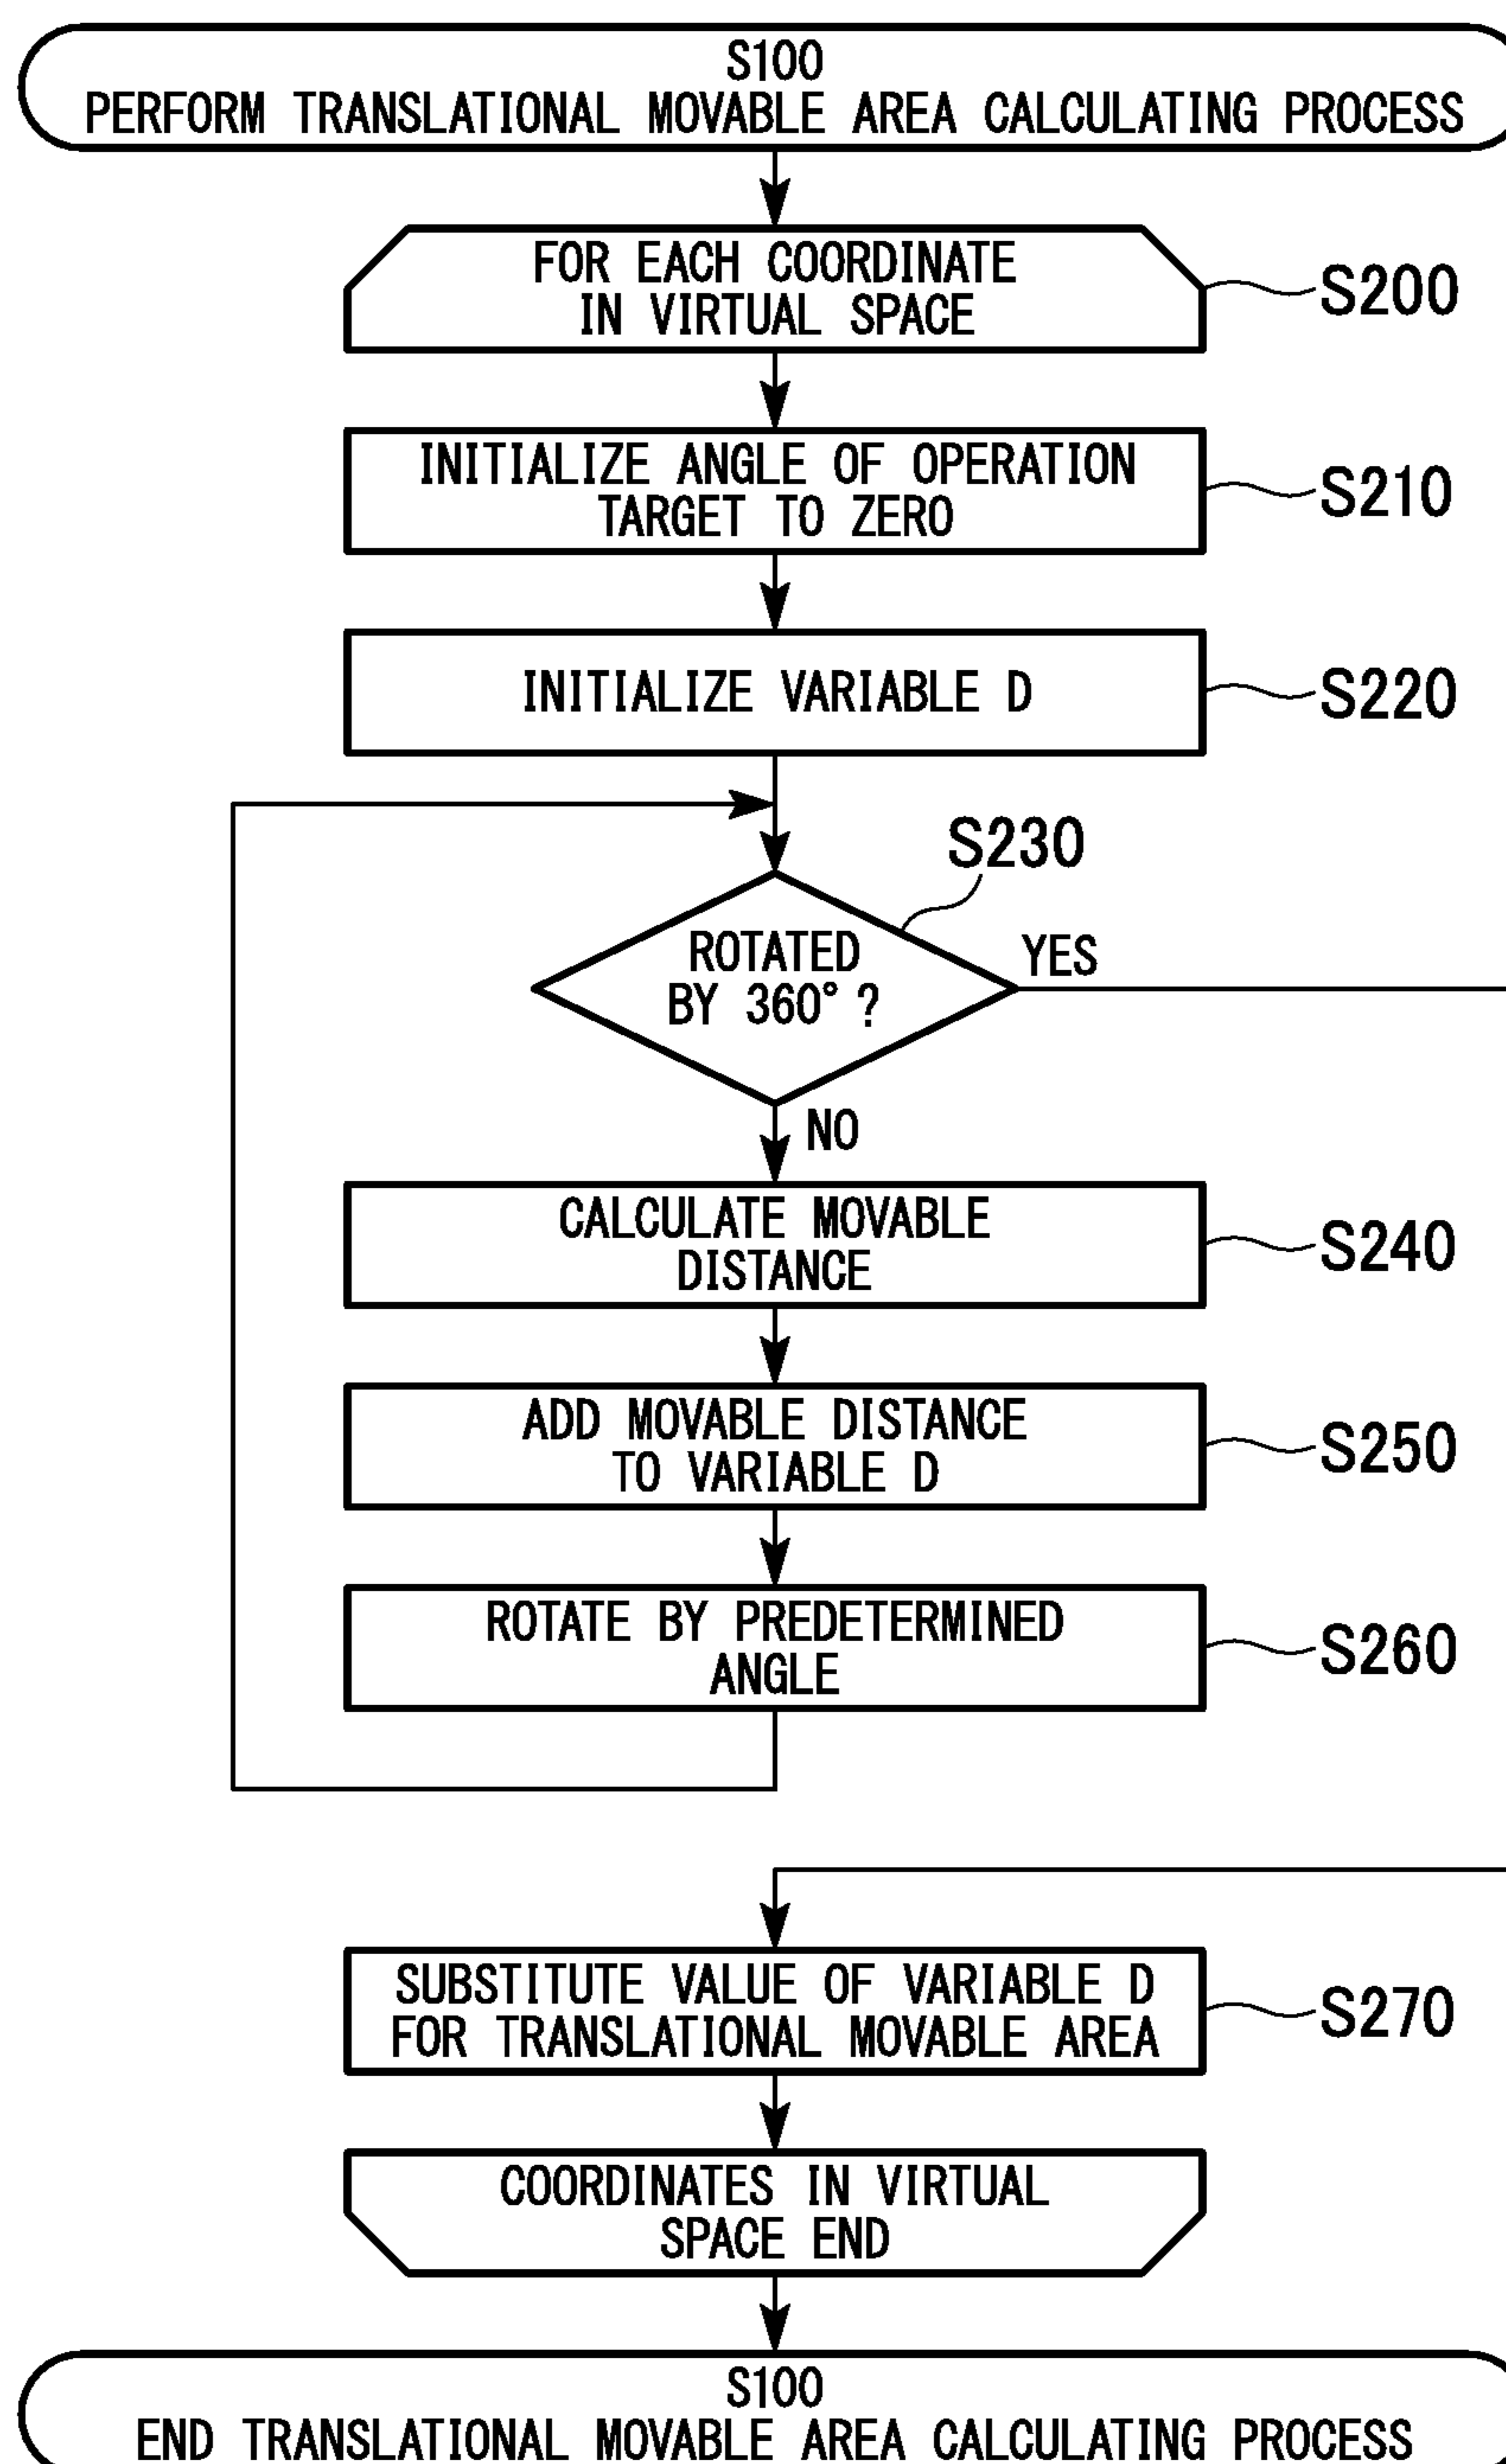 S100
PERFORM TRANSLATIONAL MOVABLE AREA CALCULATING PROCESS
FOR EACH COORDINATE
IN VIRTUAL SPACE
S200
INITIALIZE ANGLE OF OPERATION
TARGET TO ZERO
S210
INITIALIZE VARIABLE D
S220
S230
ROTATED
BY 360° ?
YES
NO
CALCULATE MOVABLE
DISTANCE
S240
ADD MOVABLE DISTANCE
TO VARIABLE D
S250
ROTATE BY PREDETERMINED
ANGLE
S260
SUBSTITUTE VALUE OF VARIABLE D
FOR TRANSLATIONAL MOVABLE AREA
S270
COORDINATES IN VIRTUAL
SPACE END
S100
END TRANSLATIONAL MOVABLE AREA CALCULATING PROCESS